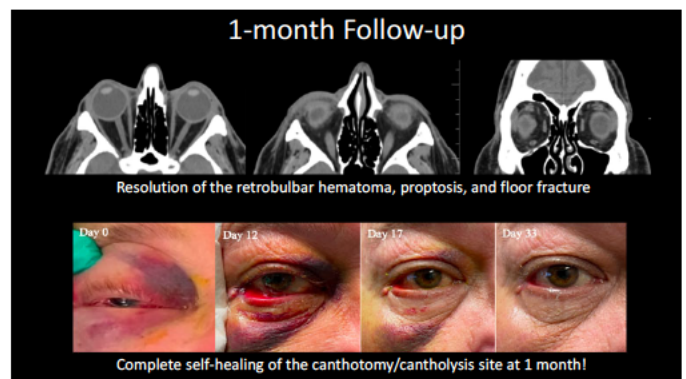 1-month Follow-up
Resolution of the retrobulbar hematoma, proptosis, and floor fracture
Day 0
Day 12
Day 17
Day 33
Complete self-healing of the canthotomy/cantholysis site at 1 month!